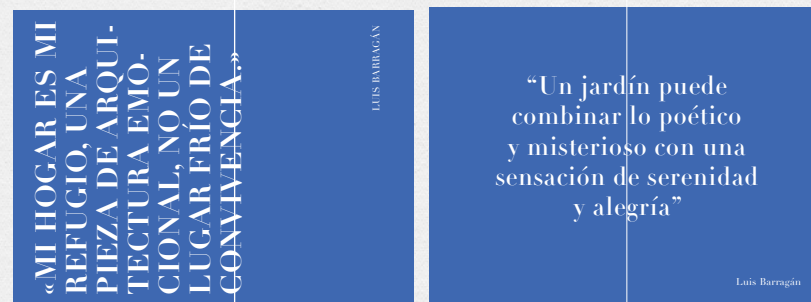 «MI HOGAR ES MI
REFUGIO, UNA
PIEZA DE ARQUI-
TECTURA EMO-
CIONAL, NO UN
LUGAR FRÍO DE
CONVIVENCIA.»
LUIS BARRAGÁN
“Un jardín puede
combinar lo poético
y misterioso con una
sensación de serenidad
y alegría”
Luis Barragán